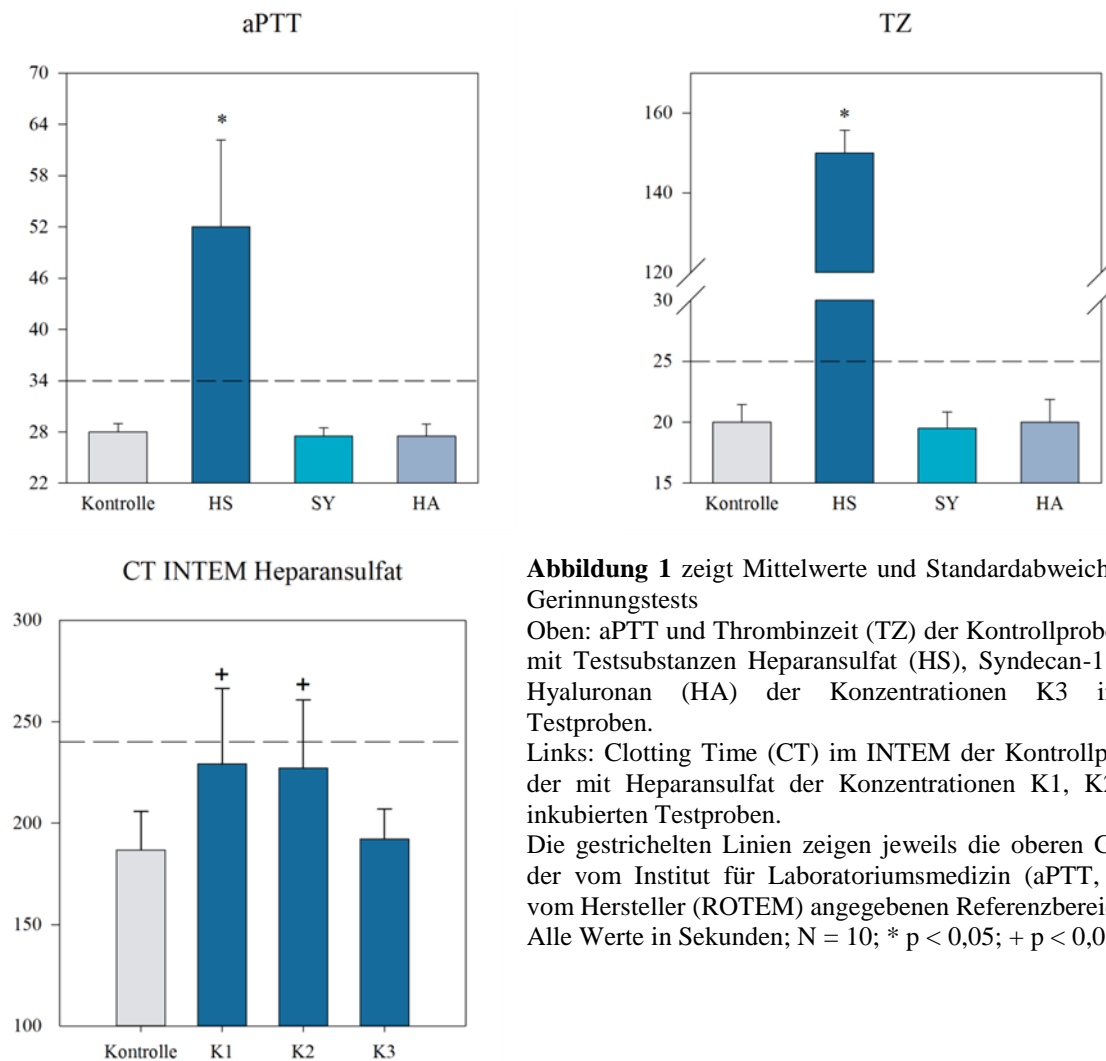 aPTT
70
64
58
52
46
40
34
28
22
*
Kontrolle HS SY HA
TZ
160
140
120
30
25
20
15
*
Kontrolle HS SY HA
CT INTEM Heparansulfat
300
250
200
150
100
+ +
Kontrolle K1 K2 K3
Abbildung 1 zeigt Mittelwerte und Standardabweich
Gerinnungstests
Oben: aPTT und Thrombinzeit (TZ) der Kontrollprobe
mit Testsubstanzen Heparansulfat (HS), Syndecan-1
Hyaluronan (HA) der Konzentrationen K3 i
Testproben.
Links: Clotting Time (CT) im INTEM der Kontrollp
der mit Heparansulfat der Konzentrationen K1, K2
inkubierten Testproben.
Die gestrichelten Linien zeigen jeweils die oberen
der vom Institut für Laboratoriumsmedizin (aPTT,
vom Hersteller (ROTEM) angegebenen Referenzberei
Alle Werte in Sekunden; N = 10; * p < 0,05; + p < 0,0